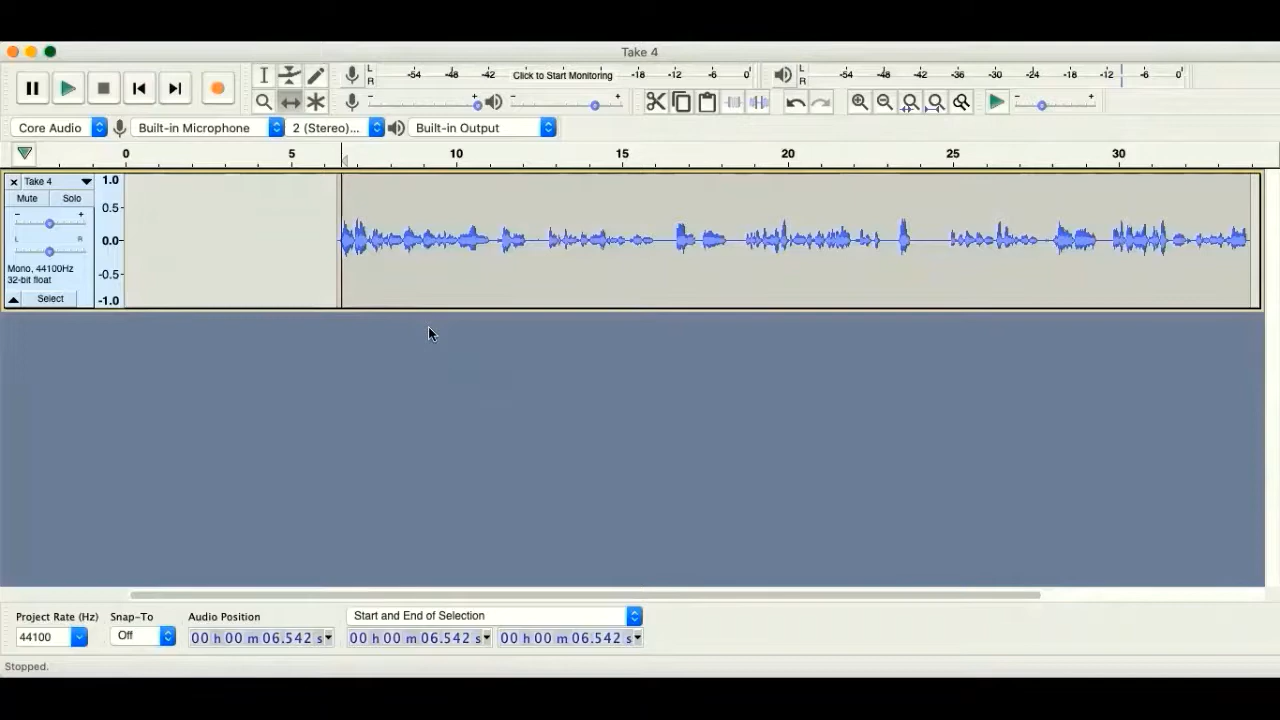 Take 4
L
R
-54 -48 -42 Click to Start Monitoring -18 -12 -6 0
L
R
-54 -48 -42 -36 -30 -24 -18 -12 -6 0
- + - + - +
Core Audio Built-in Microphone 2 (Stereo)... Built-in Output
0 5 10 15 20 25 30
Take 4
Mute Solo
- +
L R
Mono, 44100Hz
32-bit float
Select
1.0
0.5
0.0
-0.5
-1.0
Project Rate (Hz) Snap-To Audio Position Start and End of Selection
44100 Off 00 h 00 m 06.542 s 00 h 00 m 06.542 s 00 h 00 m 06.542 s
Stopped.